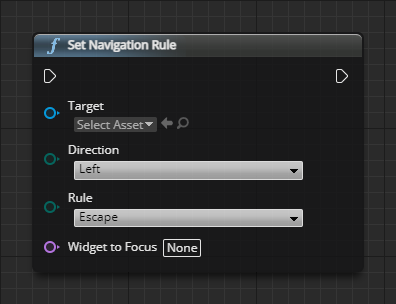 Set Navigation Rule
Target
Select Asset
Direction
Left
Rule
Escape
Widget to Focus None